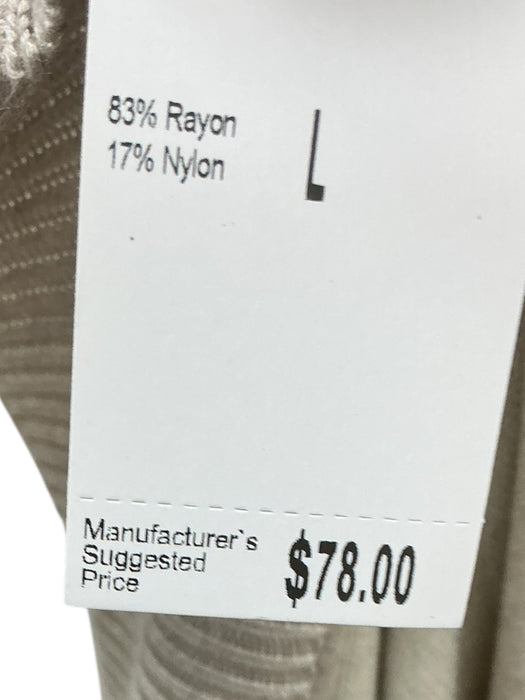 83% Rayon
17% Nylon
L
Manufacturer`s
Suggested
Price
$78.00